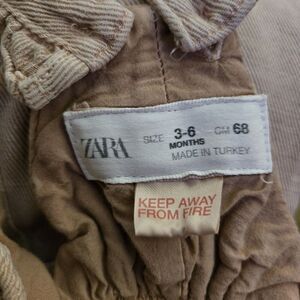 ZARA SIZE 3-6 MONTHS CM 68
MADE IN TURKEY
KEEP AWAY
FROM FIRE